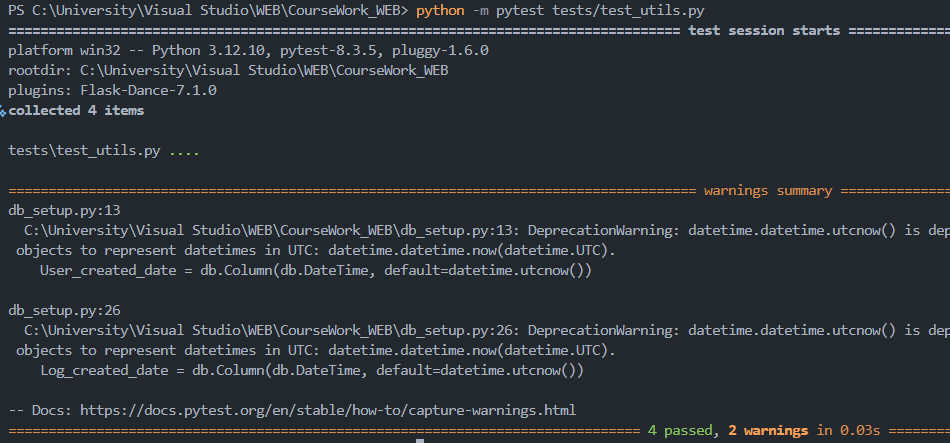 PS C:\University\Visual Studio\WEB\CourseWork_WEB> python -m pytest tests/test_utils.py
==================================================================================== test session starts =============
platform win32 -- Python 3.12.10, pytest-8.3.5, pluggy-1.6.0
rootdir: C:\University\Visual Studio\WEB\CourseWork_WEB
plugins: Flask-Dance-7.1.0
collected 4 items
tests\test_utils.py ....
====================================================================================== warnings summary ==============
db_setup.py:13
C:\University\Visual Studio\WEB\CourseWork_WEB\db_setup.py:13: DeprecationWarning: datetime.datetime.utcnow() is dep
objects to represent datetimes in UTC: datetime.datetime.now(datetime.UTC).
User_created_date = db.Column(db.DateTime, default=datetime.utcnow())
db_setup.py:26
C:\University\Visual Studio\WEB\CourseWork_WEB\db_setup.py:26: DeprecationWarning: datetime.datetime.utcnow() is dep
objects to represent datetimes in UTC: datetime.datetime.now(datetime.UTC).
Log_created_date = db.Column(db.DateTime, default=datetime.utcnow())
-- Docs: https://docs.pytest.org/en/stable/how-to/capture-warnings.html
=============================================================================== 4 passed, 2 warnings in 0.03s ========